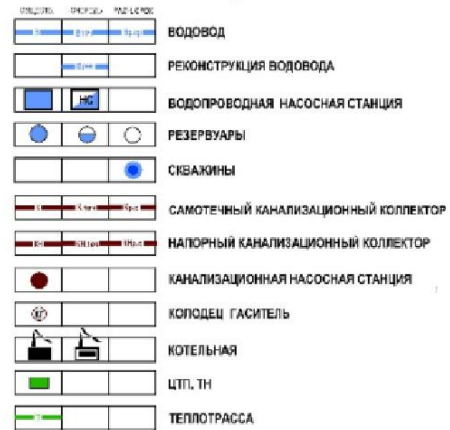 ВОДОВОД
РЕКОНСТРУКЦИЯ ВОДОВОДА
НС ВОДОПРОВОДНАЯ НАСОСНАЯ СТАНЦИЯ
РЕЗЕРВУАРЫ
СКВАЖИНЫ
САМОТЕЧНЫЙ КАНАЛИЗАЦИОННЫЙ КОЛЛЕКТОР
НАПОРНЫЙ КАНАЛИЗАЦИОННЫЙ КОЛЛЕКТОР
КАНАЛИЗАЦИОННАЯ НАСОСНАЯ СТАНЦИЯ
КОЛОДЕЦ ГАСИТЕЛЬ
КОТЕЛЬНАЯ
ЦТП, ТН
ТЕПЛОТРАССА